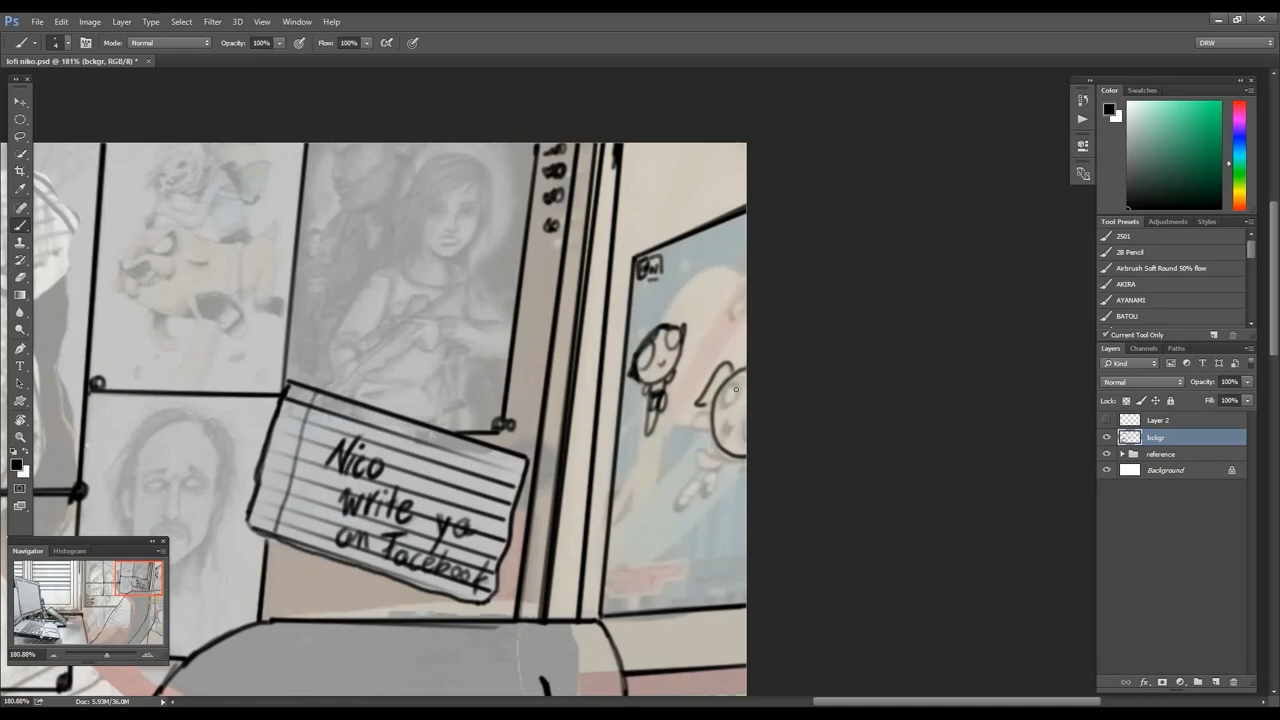 Ps File Edit Image Layer Type Select Filter 3D View Window Help
4 Mode: Normal Opacity: 100% Flow: 100% DRW
lofi niko.psd @ 181% (bckgr, RGB/8) *
Color Swatches
Tool Presets Adjustments Styles
2501
2B Pencil
Airbrush Soft Round 50% flow
AKIRA
AYANAMI
BATOU
Current Tool Only
Layers Channels Paths
Kind
Normal Opacity: 100%
Lock: Fill: 100%
Layer 2
bckgr
reference
Background
Nico
write ya
on Facebook
Navigator Histogram
180.88%
180.88% Doc: 5.93M/36.0M